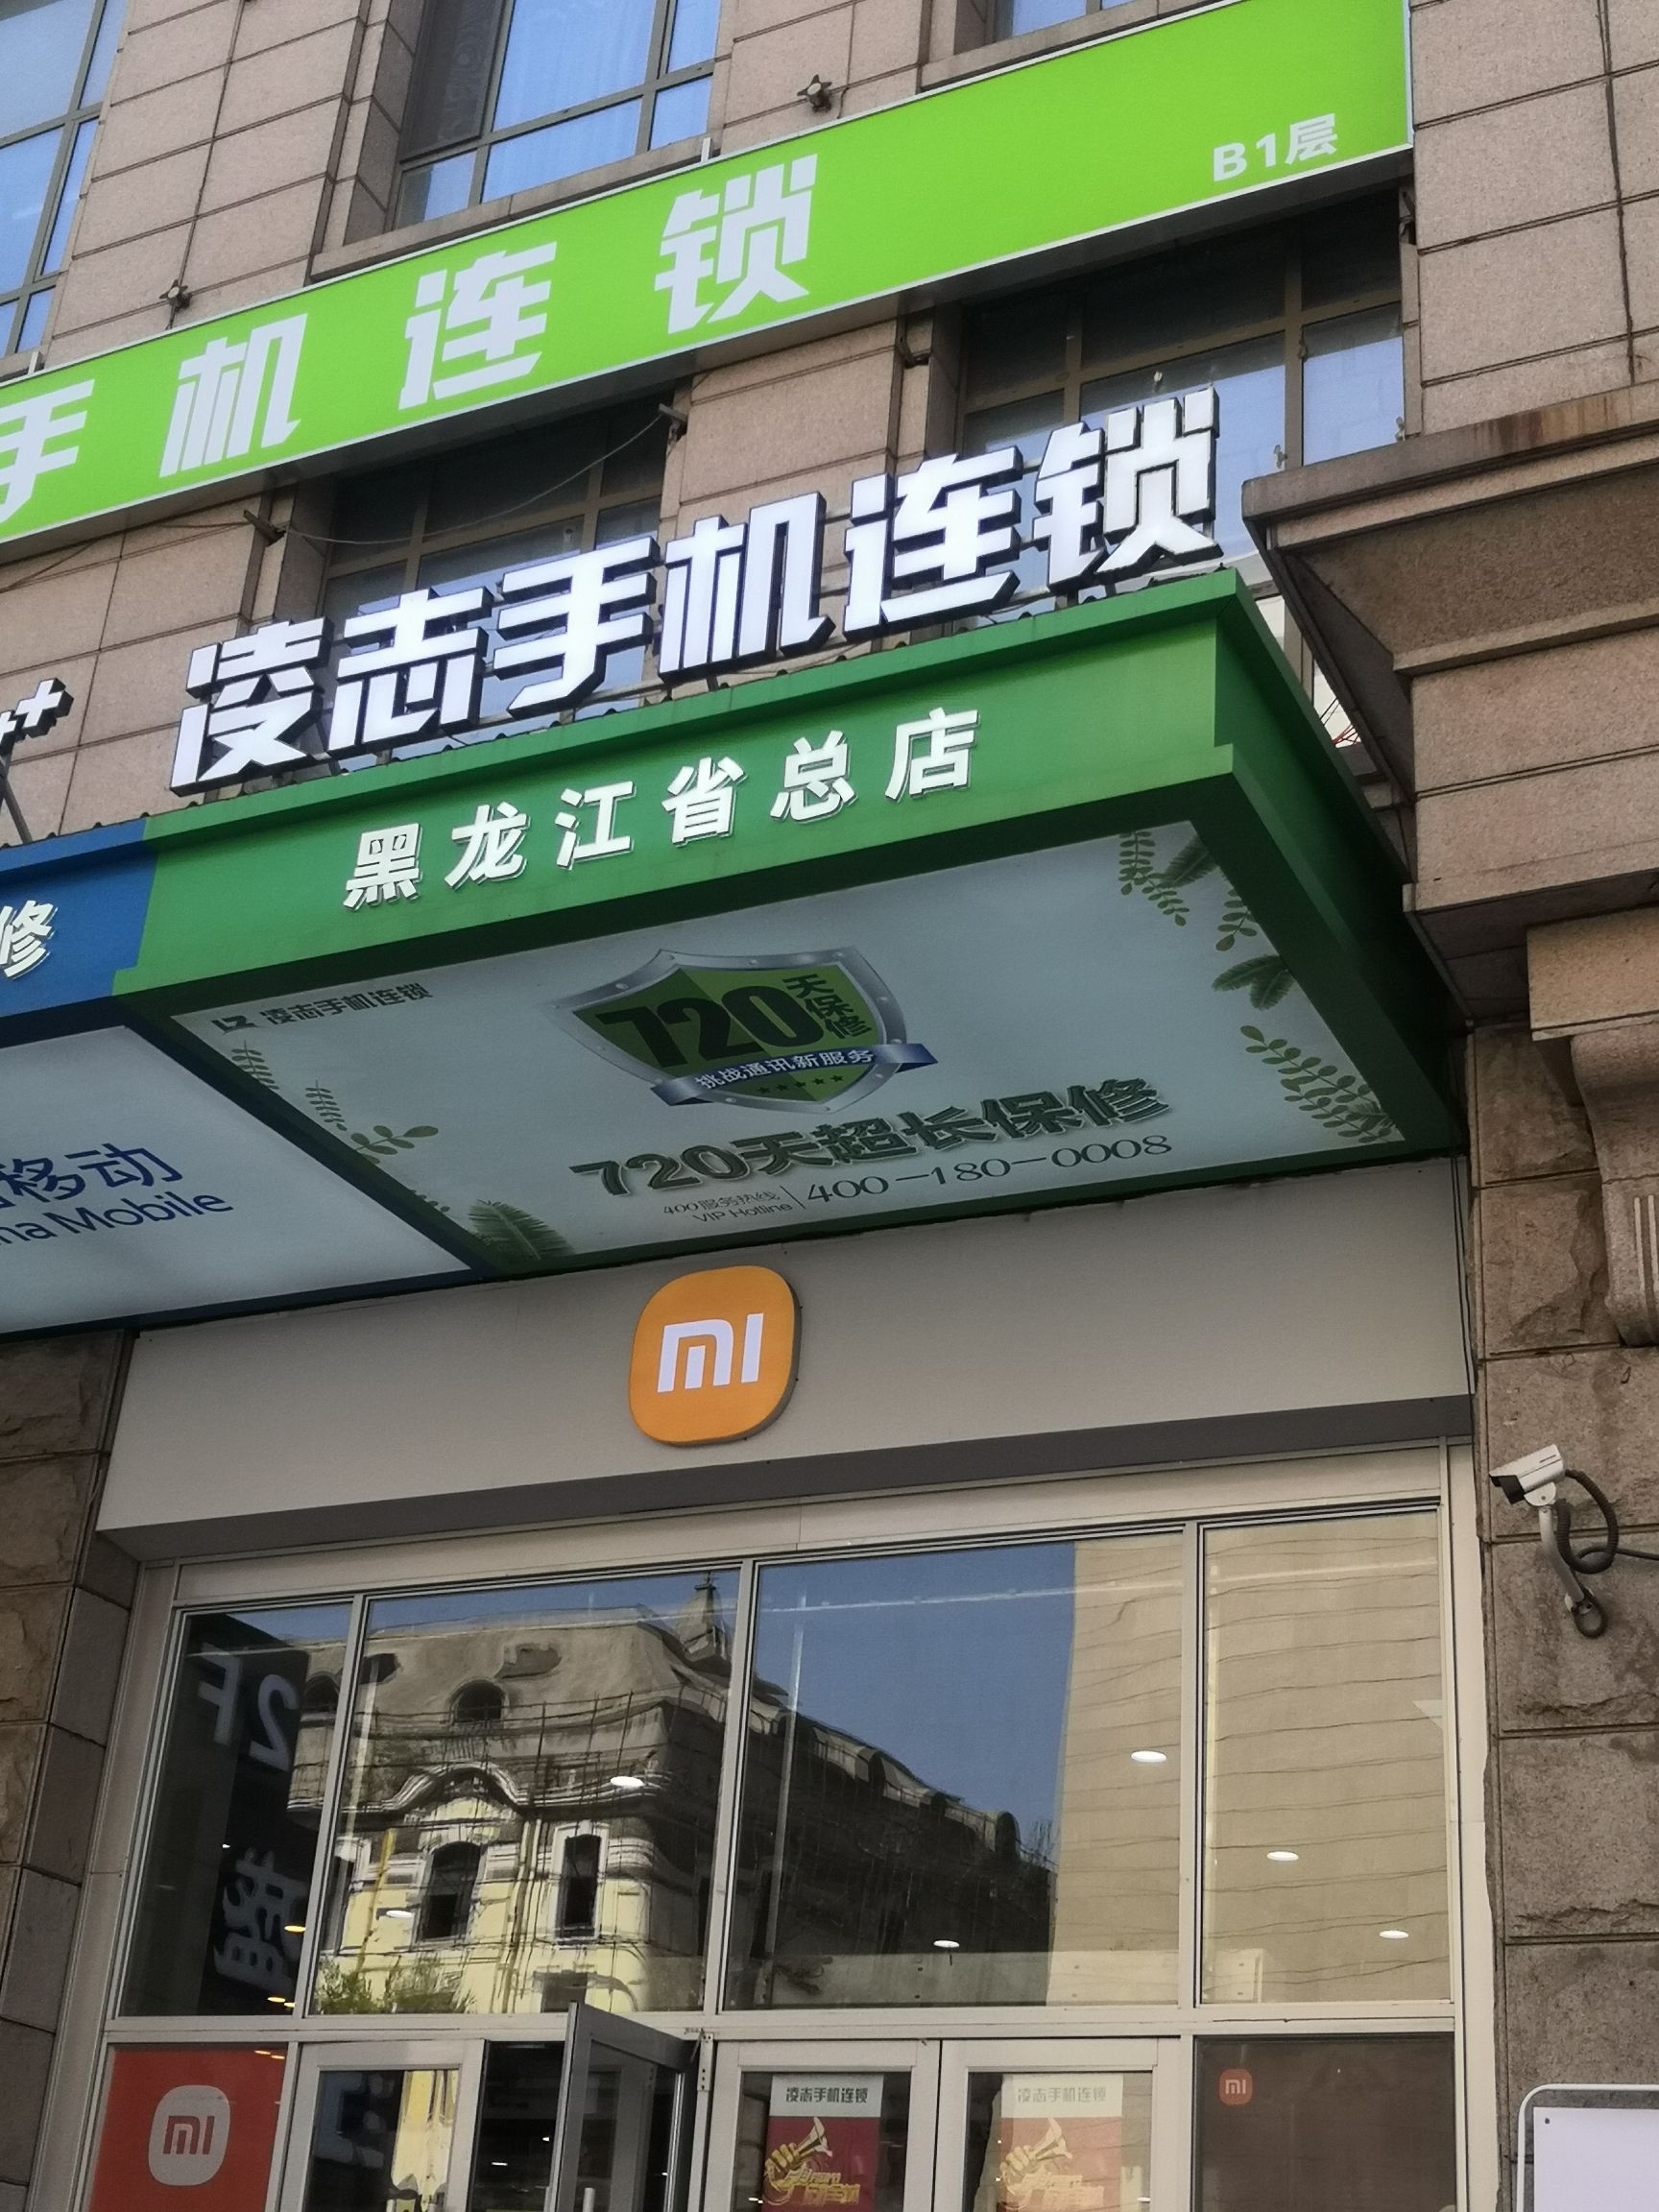 B1层
手机连锁
凌志手机连锁
黑龙江省总店
修
LZ 凌志手机连锁
720天保修
挑战通讯新服务
720天超长保修
400服务热线
VIP Hotline
400-180-0008
移动
na Mobile
mi
2F
mi
凌志手机连锁
凌志手机连锁
mi